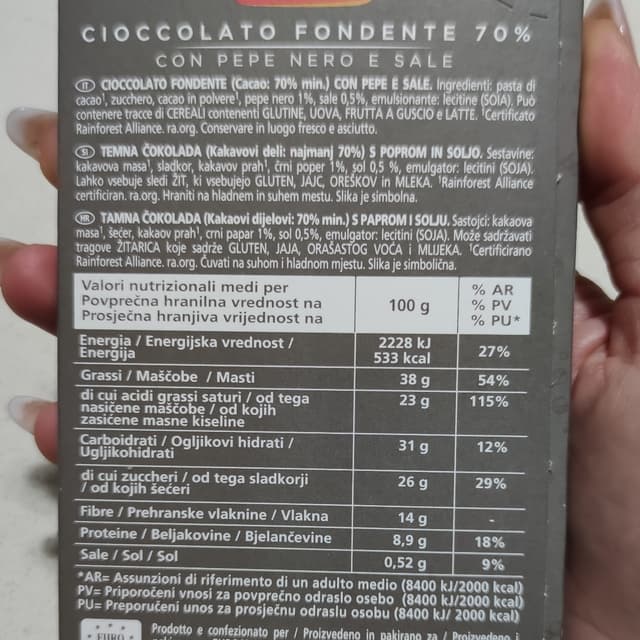 CIOCCOLATO FONDENTE 70%
CON PEPE NERO E SALE
IT CIOCCOLATO FONDENTE (Cacao: 70% min.) CON PEPE E SALE. Ingredienti: pasta di
cacao¹, zucchero, cacao in polvere¹, pepe nero 1%, sale 0,5%, emulsionante: lecitine (SOIA). Può
contenere tracce di CEREALI contenenti GLUTINE, UOVA, FRUTTA A GUSCIO e LATTE. ¹Certificato
Rainforest Alliance. ra.org. Conservare in luogo fresco e asciutto.
SI TEMNA ČOKOLADA (Kakavovi deli: najmanj 70%) S POPROM IN SOLJO. Sestavine:
kakavova masa¹, sladkor, kakavov prah¹, črni poper 1%, sol 0,5 %, emulgator: lecitini (SOJA).
Lahko vsebuje sledi ŽIT, ki vsebujejo GLUTEN, JAJC, OREŠKOV in MLEKA. ¹Rainforest Alliance
certificiran. ra.org. Hraniti na hladnem in suhem mestu. Slika je simbolna.
HR TAMNA ČOKOLADA (Kakaovi dijelovi: 70% min.) S PAPROM I SOLJU. Sastojci: kakaova
masa¹, šećer, kakaov prah¹, crni papar 1%, sol 0,5%, emulgator: lecitini (SOJA). Može sadržavati
tragove ŽITARICA koje sadrže GLUTEN, JAJA, ORAŠASTOG VOĆA i MLIJEKA. ¹Certificirano
Rainforest Alliance. ra.org. Čuvati na suhom i hladnom mjestu. Slika je simbolična.
Valori nutrizionali medi per
Povprečna hranilna vrednost na
Prosječna hranjiva vrijednost na
100 g
% AR
% PV
% PU*
Energia / Energijska vrednost /
Energija
2228 kJ
533 kcal
27%
Grassi / Maščobe / Masti
38 g
54%
di cui acidi grassi saturi / od tega
nasičene maščobe / od kojih
zasićene masne kiseline
23 g
115%
Carboidrati / Ogljikovi hidrati /
Ugljikohidrati
31 g
12%
di cui zuccheri / od tega sladkorji
/ od kojih šećeri
26 g
29%
Fibre / Prehranske vlaknine / Vlakna
14 g
-
Proteine / Beljakovine / Bjelančevine
8,9 g
18%
Sale / Sol / Sol
0,52 g
9%
*AR= Assunzioni di riferimento di un adulto medio (8400 kJ/2000 kcal)
PV= Priporočeni vnosi za povprečno odraslo osebo (8400 kJ/2000 kcal)
PU= Preporučeni unos za prosječnu odraslu osobu (8400 kJ/ 2000 kcal)
EURO
Prodotto e confezionato per / Proizvedeno in pakirano za / Proizvedeno i